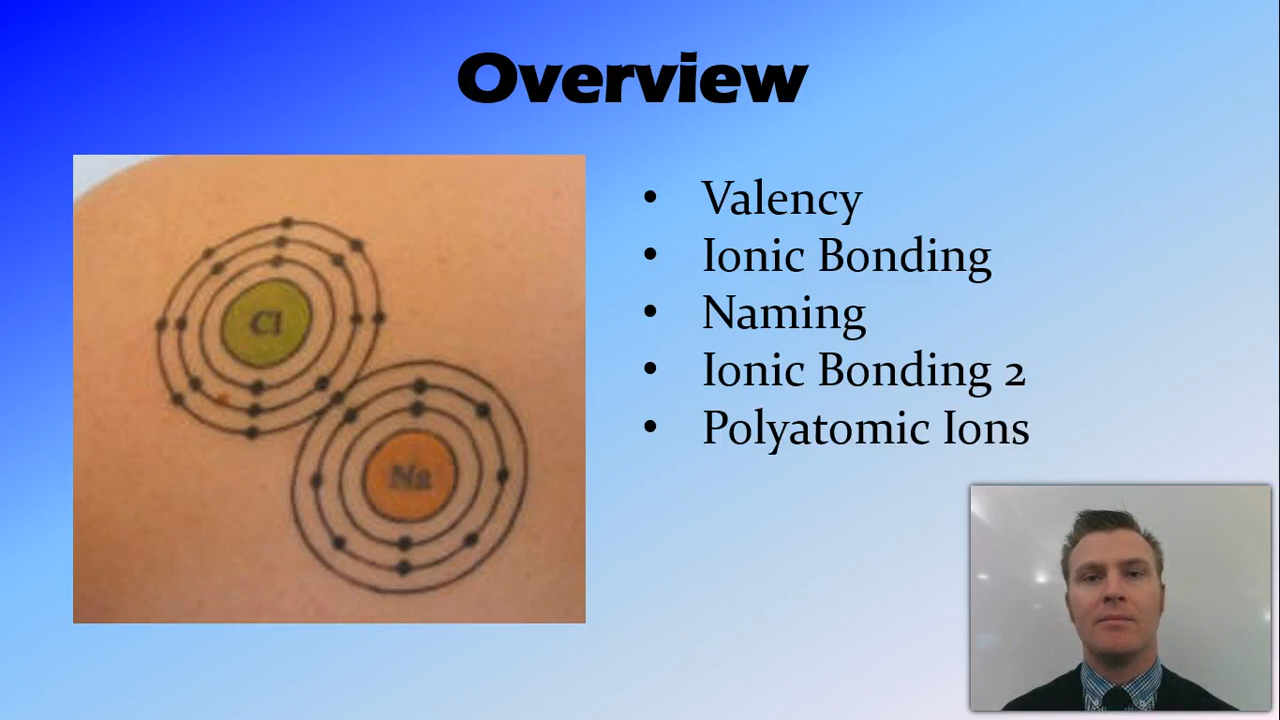 Overview
Cl
Na
• Valency
• Ionic Bonding
• Naming
• Ionic Bonding 2
• Polyatomic Ions